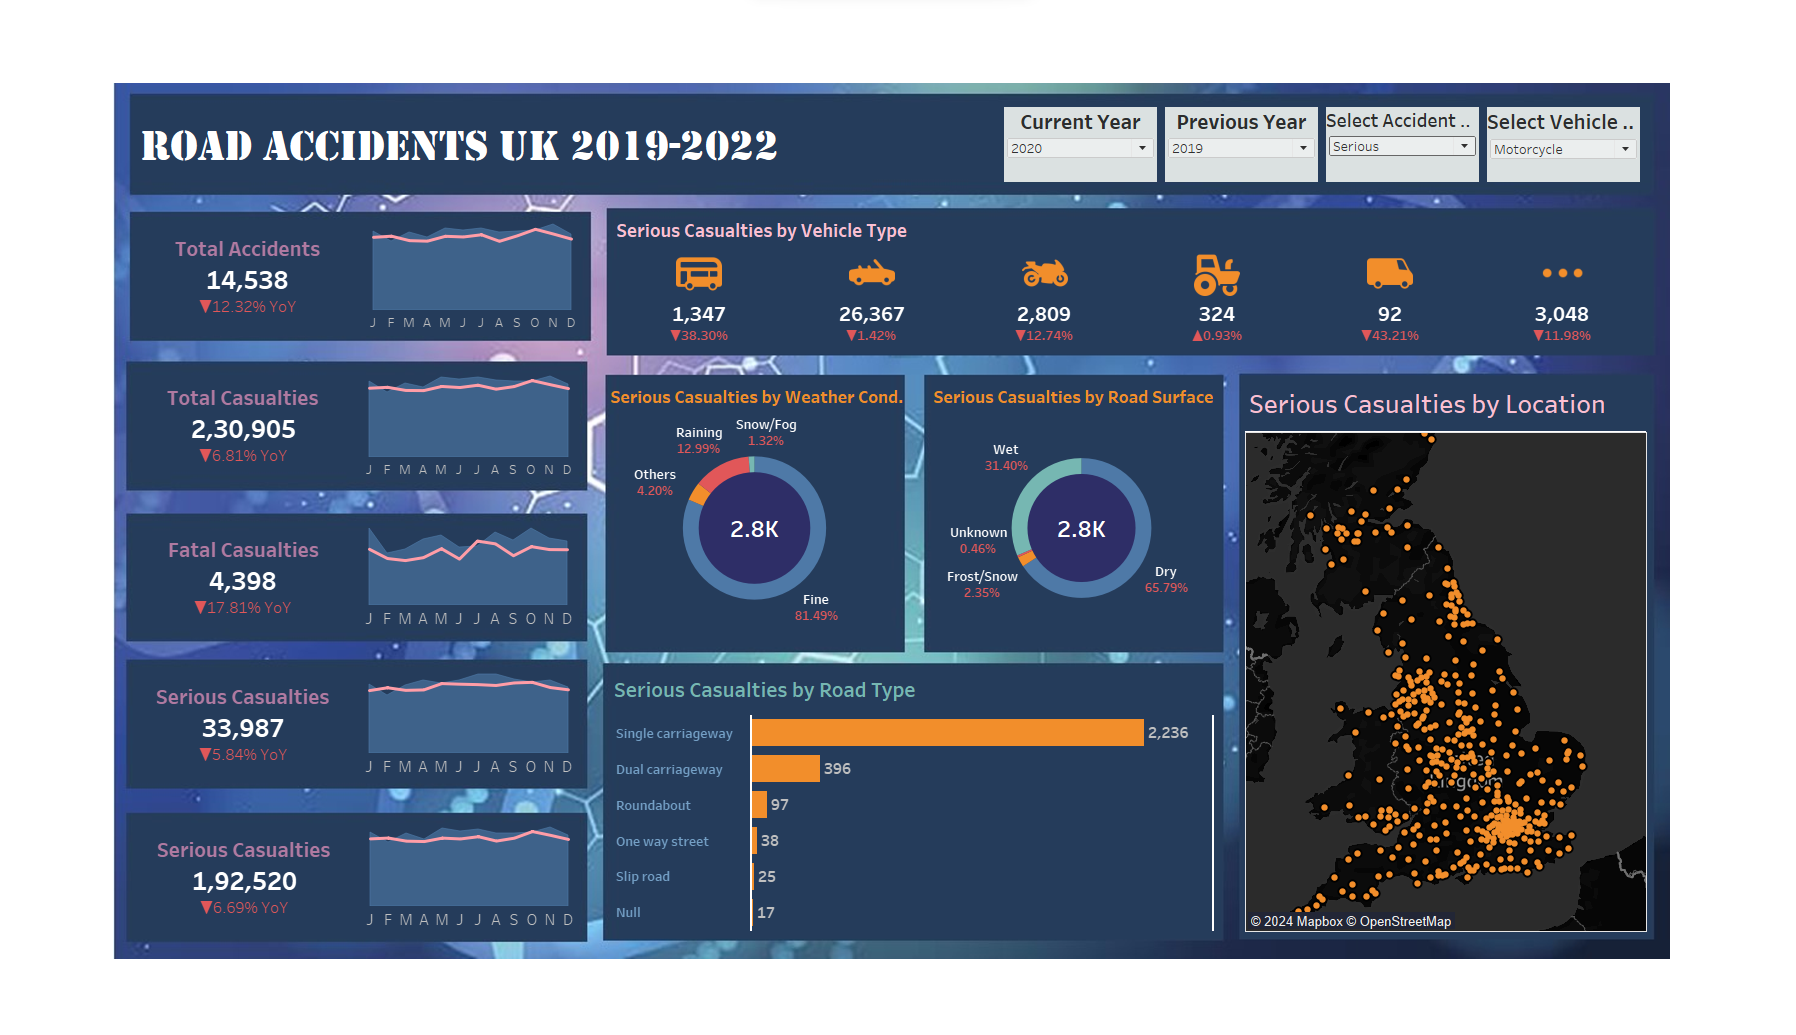 ROAD ACCIDENTS UK 2019-2022
Current Year
2020
Previous Year
2019
Select Accident ..
Serious
Select Vehicle ..
Motorcycle
Total Accidents
14,538
▼12.32% YoY
J F M A M J J A S O N D
Total Casualties
2,30,905
▼6.81% YoY
J F M A M J J A S O N D
Fatal Casualties
4,398
▼17.81% YoY
J F M A M J J A S O N D
Serious Casualties
33,987
▼5.84% YoY
J F M A M J J A S O N D
Serious Casualties
1,92,520
▼6.69% YoY
J F M A M J J A S O N D
Serious Casualties by Vehicle Type
1,347 26,367 2,809 324 92 3,048
▼38.30% ▼1.42% ▼12.74% ▲0.93% ▼43.21% ▼11.98%
Serious Casualties by Weather Cond.
Snow/Fog
1.32%
Raining
12.99%
Others
4.20%
2.8K
Fine
81.49%
Serious Casualties by Road Surface
Wet
31.40%
2.8K
Unknown
0.46%
Frost/Snow
2.35%
Dry
65.79%
Serious Casualties by Road Type
Single carriageway 2,236
Dual carriageway 396
Roundabout 97
One way street 38
Slip road 25
Null 17
Serious Casualties by Location
© 2024 Mapbox © OpenStreetMap